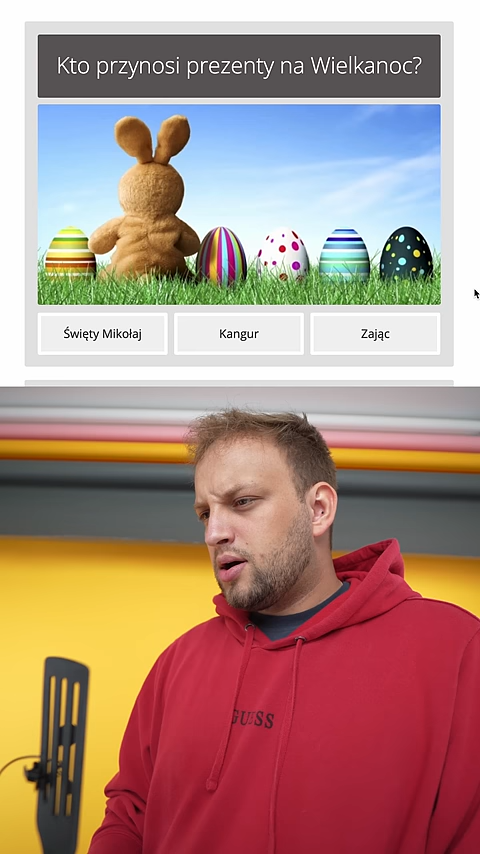 Kto przynosi prezenty na Wielkanoc?
Święty Mikołaj
Kangur
Zając
GUESS